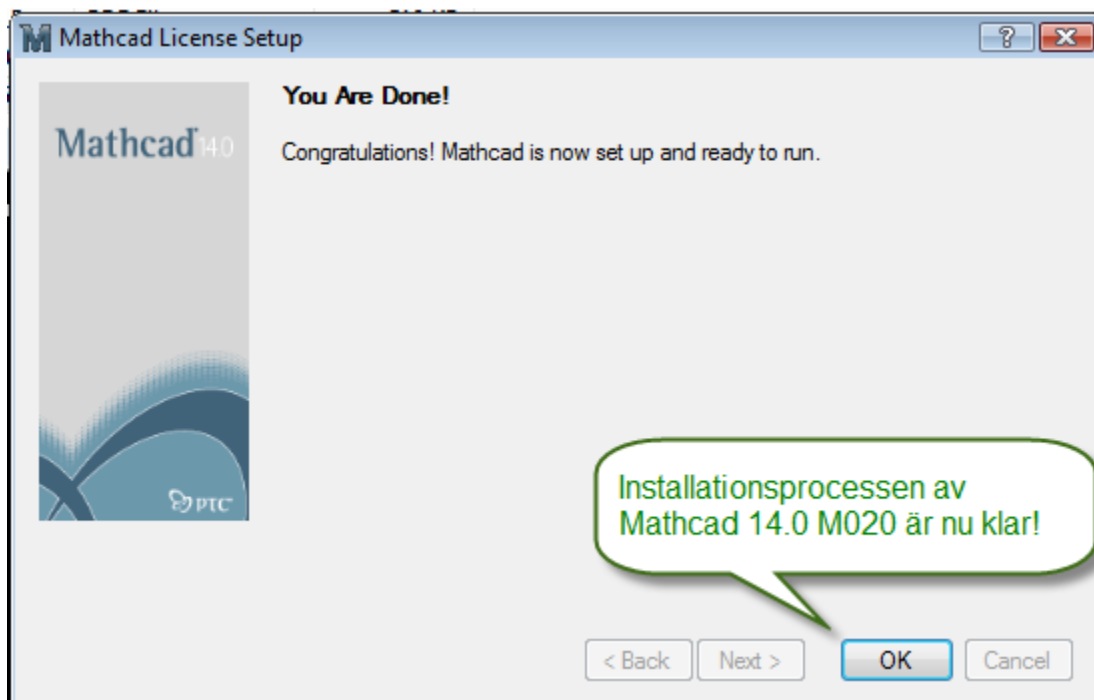 Mathcad License Setup
?
X
Mathcad 14.0
You Are Done!
Congratulations! Mathcad is now set up and ready to run.
PTC
Installationsprocessen av
Mathcad 14.0 M020 är nu klar!
< Back
Next >
OK
Cancel